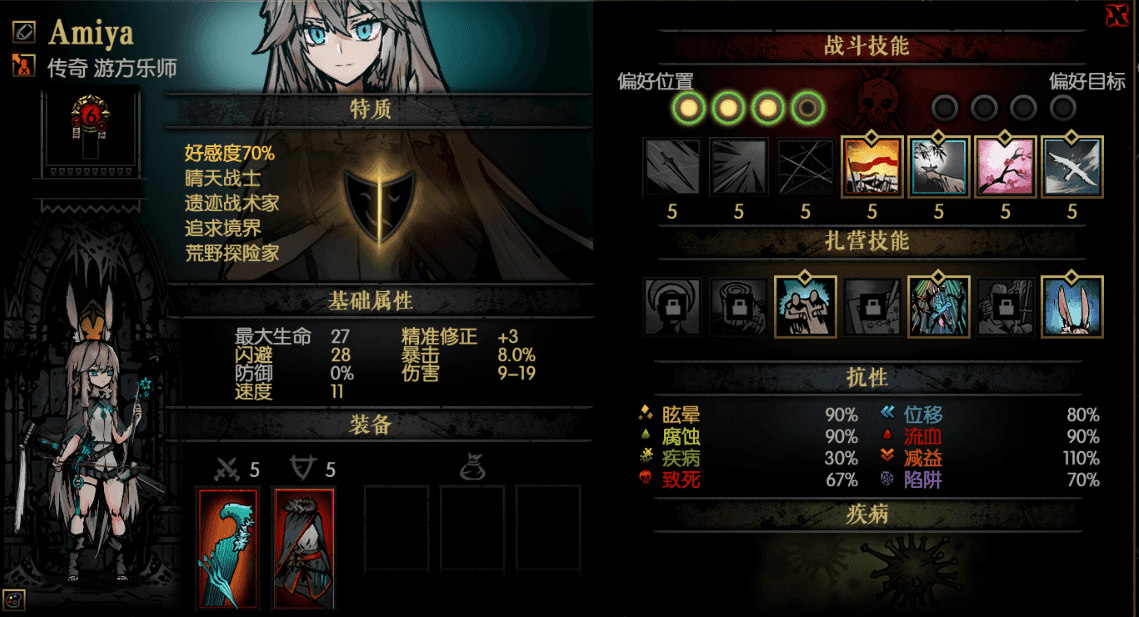 Amiya
传奇 游方乐师
6
特质
好感度70%
晴天战士
遗迹战术家
追求境界
荒野探险家
基础属性
最大生命 27 精准修正 +3
闪避 28 暴击 8.0%
防御 0% 伤害 9-19
速度 11
装备
5 5
战斗技能
偏好位置 偏好目标
5 5 5 5 5 5 5
扎营技能
抗性
眩晕 90% 位移 80%
腐蚀 90% 流血 90%
疾病 30% 减益 110%
致死 67% 陷阱 70%
疾病